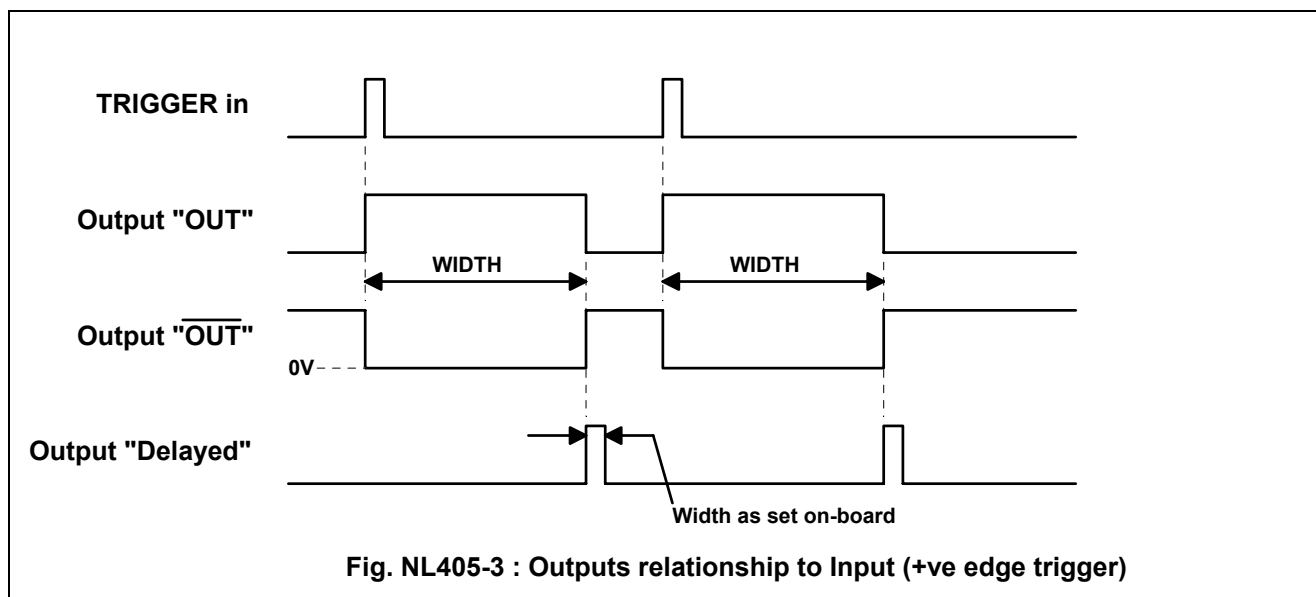 TRIGGER in
Output "OUT"
WIDTH WIDTH
Output "O̅U̅T̅"
0V
Output "Delayed"
Width as set on-board
Fig. NL405-3 : Outputs relationship to Input (+ve edge trigger)